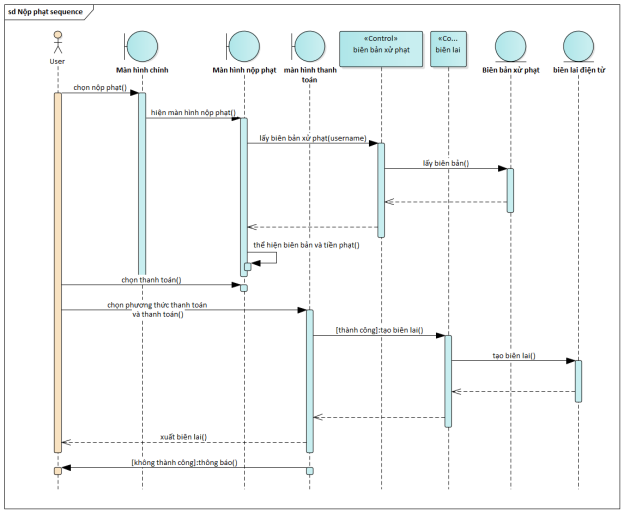 sd Nộp phạt sequence
User
Màn hình chính
Màn hình nộp phạt
màn hình thanh
toán
«Control»
biên bản xử phạt
«Co...
biên lai
Biên bản xử phạt
biên lai điện tử
chọn nộp phạt()
hiện màn hình nộp phạt()
lấy biên bản xử phạt(username)
lấy biên bản()
thể hiện biên bản và tiền phạt()
chọn thanh toán()
chọn phương thức thanh toán
và thanh toán()
[thành công]:tạo biên lai()
tạo biên lai()
xuất biên lai()
[không thành công]:thông báo()